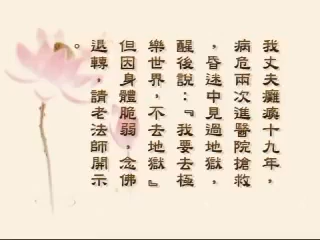 我丈夫癱瘓十九年，
病危兩次進醫院搶救
，昏迷中見過地獄，
醒後說：『我要去極
樂世界，不去地獄』
但因身體脆弱，念佛
退轉，請老法師開示
。